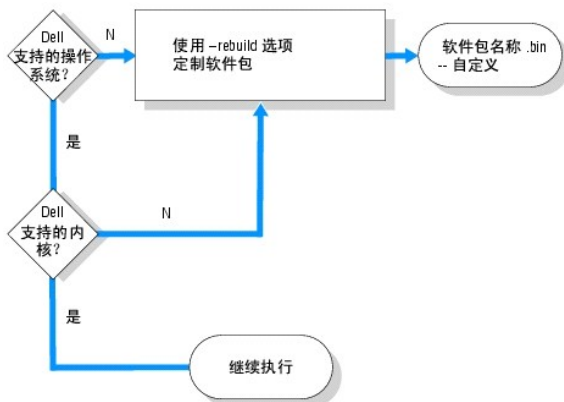 Dell
支持的操作
系统？
N
使用 –rebuild 选项
定制软件包
软件包名称 .bin
-- 自定义
是
Dell
支持的内
核？
N
是
继续执行